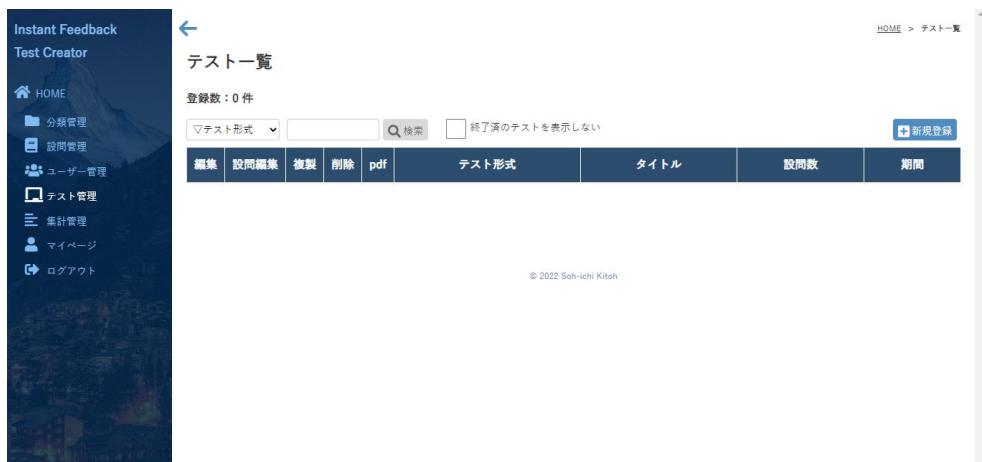 Instant Feedback
Test Creator
HOME
分類管理
設問管理
ユーザー管理
テスト管理
集計管理
マイページ
ログアウト
HOME > テスト一覧
テスト一覧
登録数：0 件
▽テスト形式 検索 終了済のテストを表示しない 新規登録
編集 設問編集 複製 削除 pdf テスト形式 タイトル 設問数 期間
© 2022 Soh-ichi Kitoh